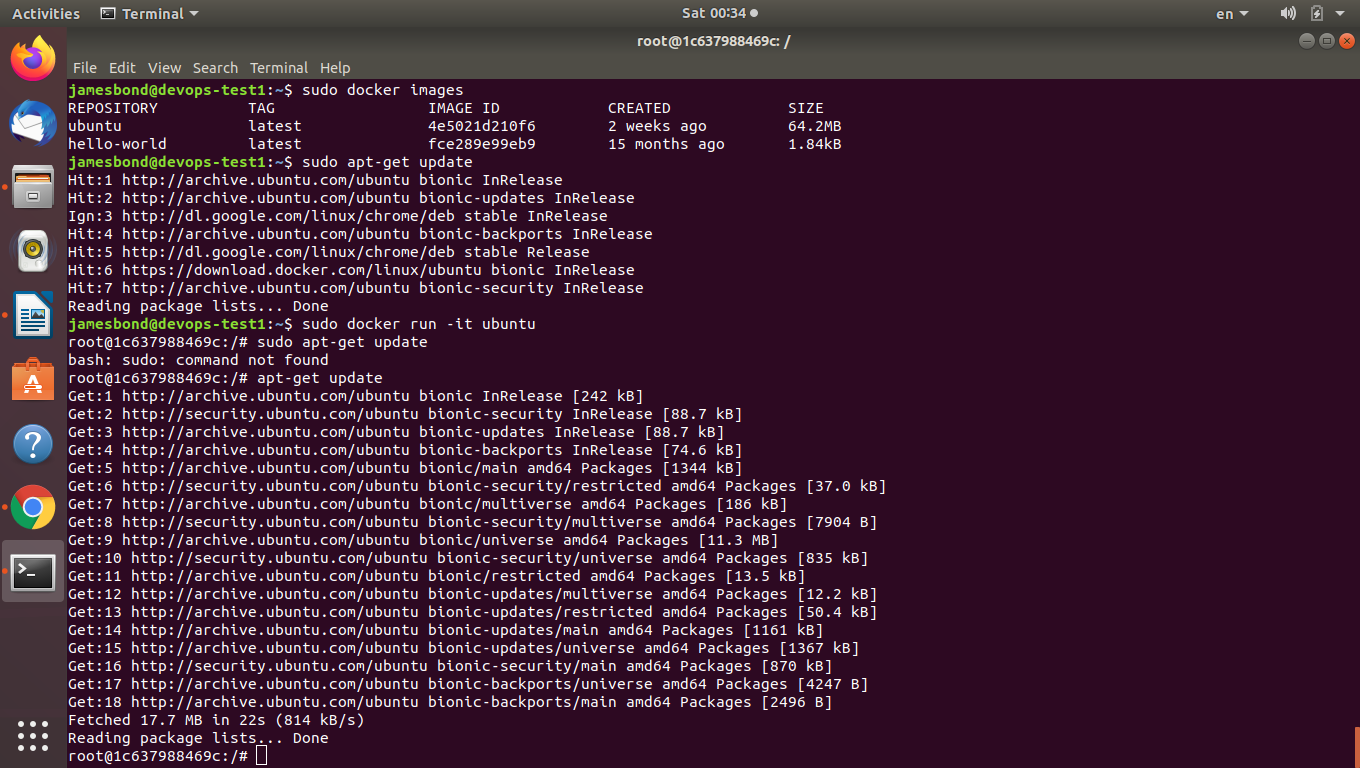 Activities Terminal Sat 00:34 en
root@1c637988469c: /
File Edit View Search Terminal Help
jamesbond@devops-test1:~$ sudo docker images
REPOSITORY TAG IMAGE ID CREATED SIZE
ubuntu latest 4e5021d210f6 2 weeks ago 64.2MB
hello-world latest fce289e99eb9 15 months ago 1.84kB
jamesbond@devops-test1:~$ sudo apt-get update
Hit:1 http://archive.ubuntu.com/ubuntu bionic InRelease
Hit:2 http://archive.ubuntu.com/ubuntu bionic-updates InRelease
Ign:3 http://dl.google.com/linux/chrome/deb stable InRelease
Hit:4 http://archive.ubuntu.com/ubuntu bionic-backports InRelease
Hit:5 http://dl.google.com/linux/chrome/deb stable Release
Hit:6 https://download.docker.com/linux/ubuntu bionic InRelease
Hit:7 http://archive.ubuntu.com/ubuntu bionic-security InRelease
Reading package lists... Done
jamesbond@devops-test1:~$ sudo docker run -it ubuntu
root@1c637988469c:/# sudo apt-get update
bash: sudo: command not found
root@1c637988469c:/# apt-get update
Get:1 http://archive.ubuntu.com/ubuntu bionic InRelease [242 kB]
Get:2 http://security.ubuntu.com/ubuntu bionic-security InRelease [88.7 kB]
Get:3 http://archive.ubuntu.com/ubuntu bionic-updates InRelease [88.7 kB]
Get:4 http://archive.ubuntu.com/ubuntu bionic-backports InRelease [74.6 kB]
Get:5 http://archive.ubuntu.com/ubuntu bionic/main amd64 Packages [1344 kB]
Get:6 http://security.ubuntu.com/ubuntu bionic-security/restricted amd64 Packages [37.0 kB]
Get:7 http://archive.ubuntu.com/ubuntu bionic/multiverse amd64 Packages [186 kB]
Get:8 http://security.ubuntu.com/ubuntu bionic-security/multiverse amd64 Packages [7904 B]
Get:9 http://archive.ubuntu.com/ubuntu bionic/universe amd64 Packages [11.3 MB]
Get:10 http://security.ubuntu.com/ubuntu bionic-security/universe amd64 Packages [835 kB]
Get:11 http://archive.ubuntu.com/ubuntu bionic/restricted amd64 Packages [13.5 kB]
Get:12 http://archive.ubuntu.com/ubuntu bionic-updates/multiverse amd64 Packages [12.2 kB]
Get:13 http://archive.ubuntu.com/ubuntu bionic-updates/restricted amd64 Packages [50.4 kB]
Get:14 http://archive.ubuntu.com/ubuntu bionic-updates/main amd64 Packages [1161 kB]
Get:15 http://archive.ubuntu.com/ubuntu bionic-updates/universe amd64 Packages [1367 kB]
Get:16 http://security.ubuntu.com/ubuntu bionic-security/main amd64 Packages [870 kB]
Get:17 http://archive.ubuntu.com/ubuntu bionic-backports/universe amd64 Packages [4247 B]
Get:18 http://archive.ubuntu.com/ubuntu bionic-backports/main amd64 Packages [2496 B]
Fetched 17.7 MB in 22s (814 kB/s)
Reading package lists... Done
root@1c637988469c:/#